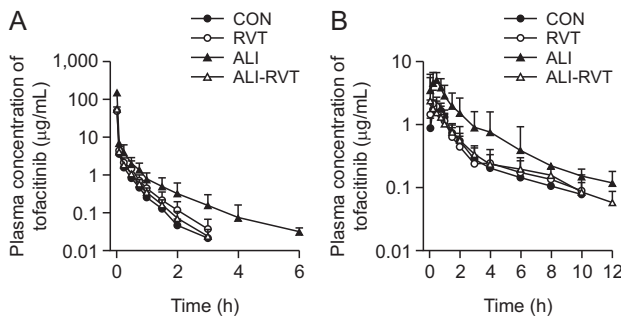 A
CON
RVT
ALI
ALI-RVT
Plasma concentration of
tofacitinib (μg/mL)
1,000
100
10
1
0.1
0.01
0
2
4
6
Time (h)
B
CON
RVT
ALI
ALI-RVT
Plasma concentration of
tofacitinib (μg/mL)
10
1
0.1
0.01
0
2
4
6
8
10
12
Time (h)